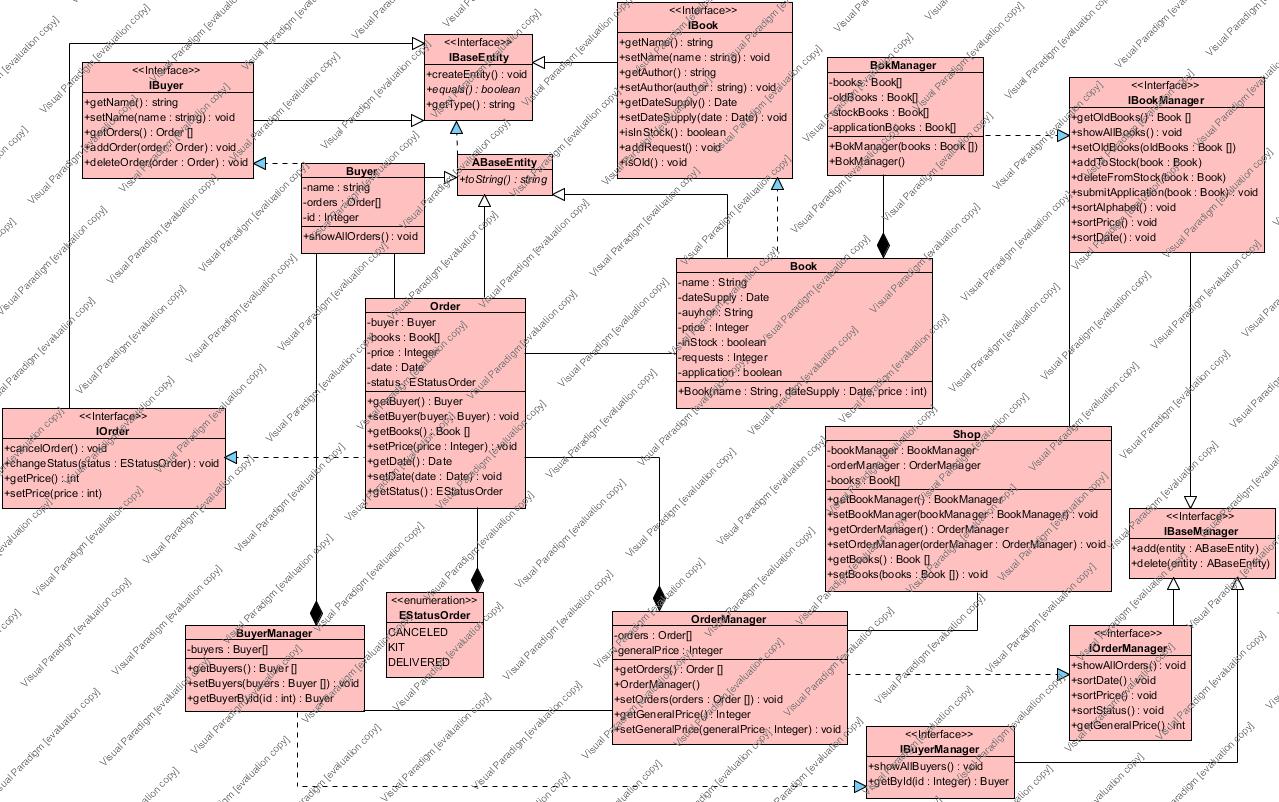 <<Interface>>
IBuyer
+getName() : string
+setName(name : string) : void
+getOrders() : Order []
+addOrder(order : Order) : void
+deleteOrder(order : Order) : void
<<Interface>>
IBaseEntity
+createEntity() : void
+equals() : boolean
+getType() : string
<<Interface>>
IBook
+getName() : string
+setName(name : string) : void
+getAuthor() : string
+setAuthor(author : string) : void
+getDateSupply() : Date
+setDateSupply(date : Date) : void
+isInStock() : boolean
+addRequest() : void
+isOld() : void
BokManager
-books : Book[]
-oldBooks : Book[]
-stockBooks : Book[]
-applicationBooks : Book[]
+BokManager(books : Book [])
+BokManager()
<<Interface>>
IBookManager
+getOldBooks() : Book []
+showAllBooks() : void
+setOldBooks(oldBooks : Book [])
+addToStock(book : Book)
+deleteFromStock(book : Book)
+submitApplication(book : Book) : void
+sortAlphabet() : void
+sortPrice() : void
+sortDate() : void
Buyer
-name : string
-orders : Order[]
-id : Integer
+showAllOrders() : void
ABaseEntity
+toString() : string
Order
-buyer : Buyer
-books : Book[]
-price : Integer
-date : Date
-status : EStatusOrder
+getBuyer() : Buyer
+setBuyer(buyer : Buyer) : void
+getBooks() : Book []
+setPrice(price : Integer) : void
+getDate() : Date
+setDate(date : Date) : void
+getStatus() : EStatusOrder
Book
-name : String
-dateSupply : Date
-auyhor : String
-price : Integer
-inStock : boolean
-requests : Integer
-application : boolean
+Book(name : String, dateSupply : Date, price : int)
<<Interface>>
IOrder
+cancelOrder() : void
+changeStatus(status : EStatusOrder) : void
+getPrice() : int
+setPrice(price : int)
Shop
-bookManager : BookManager
-orderManager : OrderManager
-books : Book[]
+getBookManager() : BookManager
+setBookManager(bookManager : BookManager) : void
+getOrderManager() : OrderManager
+setOrderManager(orderManager : OrderManager) : void
+getBooks() : Book []
+setBooks(books : Book []) : void
<<Interface>>
IBaseManager
+add(entity : ABaseEntity)
+delete(entity : ABaseEntity)
BuyerManager
-buyers : Buyer[]
+getBuyers() : Buyer []
+setBuyers(buyers : Buyer []) : void
+getBuyerById(id : int) : Buyer
<<enumeration>>
EStatusOrder
CANCELED
KIT
DELIVERED
OrderManager
-orders : Order[]
-generalPrice : Integer
+getOrders() : Order []
+OrderManager()
+setOrders(orders : Order []) : void
+getGeneralPrice() : Integer
+setGeneralPrice(generalPrice : Integer) : void
<<Interface>>
IOrderManager
+showAllOrders() : void
+sortDate() : void
+sortPrice() : void
+sortStatus() : void
+getGeneralPrice() : int
<<Interface>>
IBuyerManager
+showAllBuyers() : void
+getById(id : Integer) : Buyer
Visual Paradigm [evaluation copy]